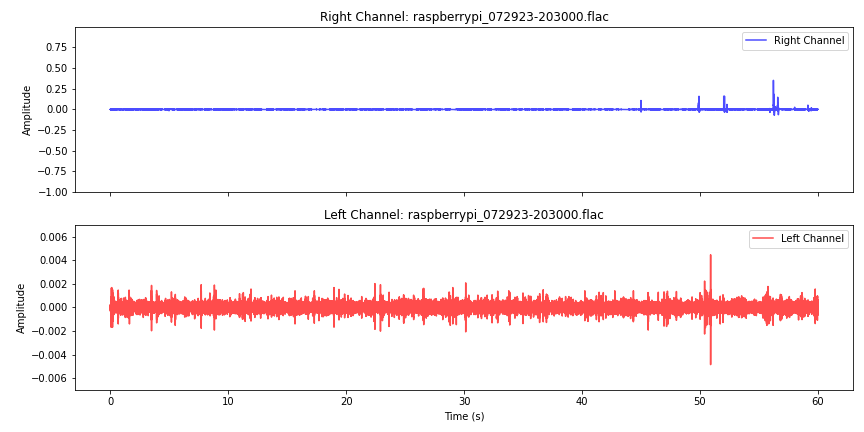 Right Channel: raspberrypi_072923-203000.flac
Right Channel
Amplitude
0.75
0.50
0.25
0.00
−0.25
−0.50
−0.75
−1.00
Left Channel: raspberrypi_072923-203000.flac
Left Channel
Amplitude
0.006
0.004
0.002
0.000
−0.002
−0.004
−0.006
0 10 20 30 40 50 60
Time (s)